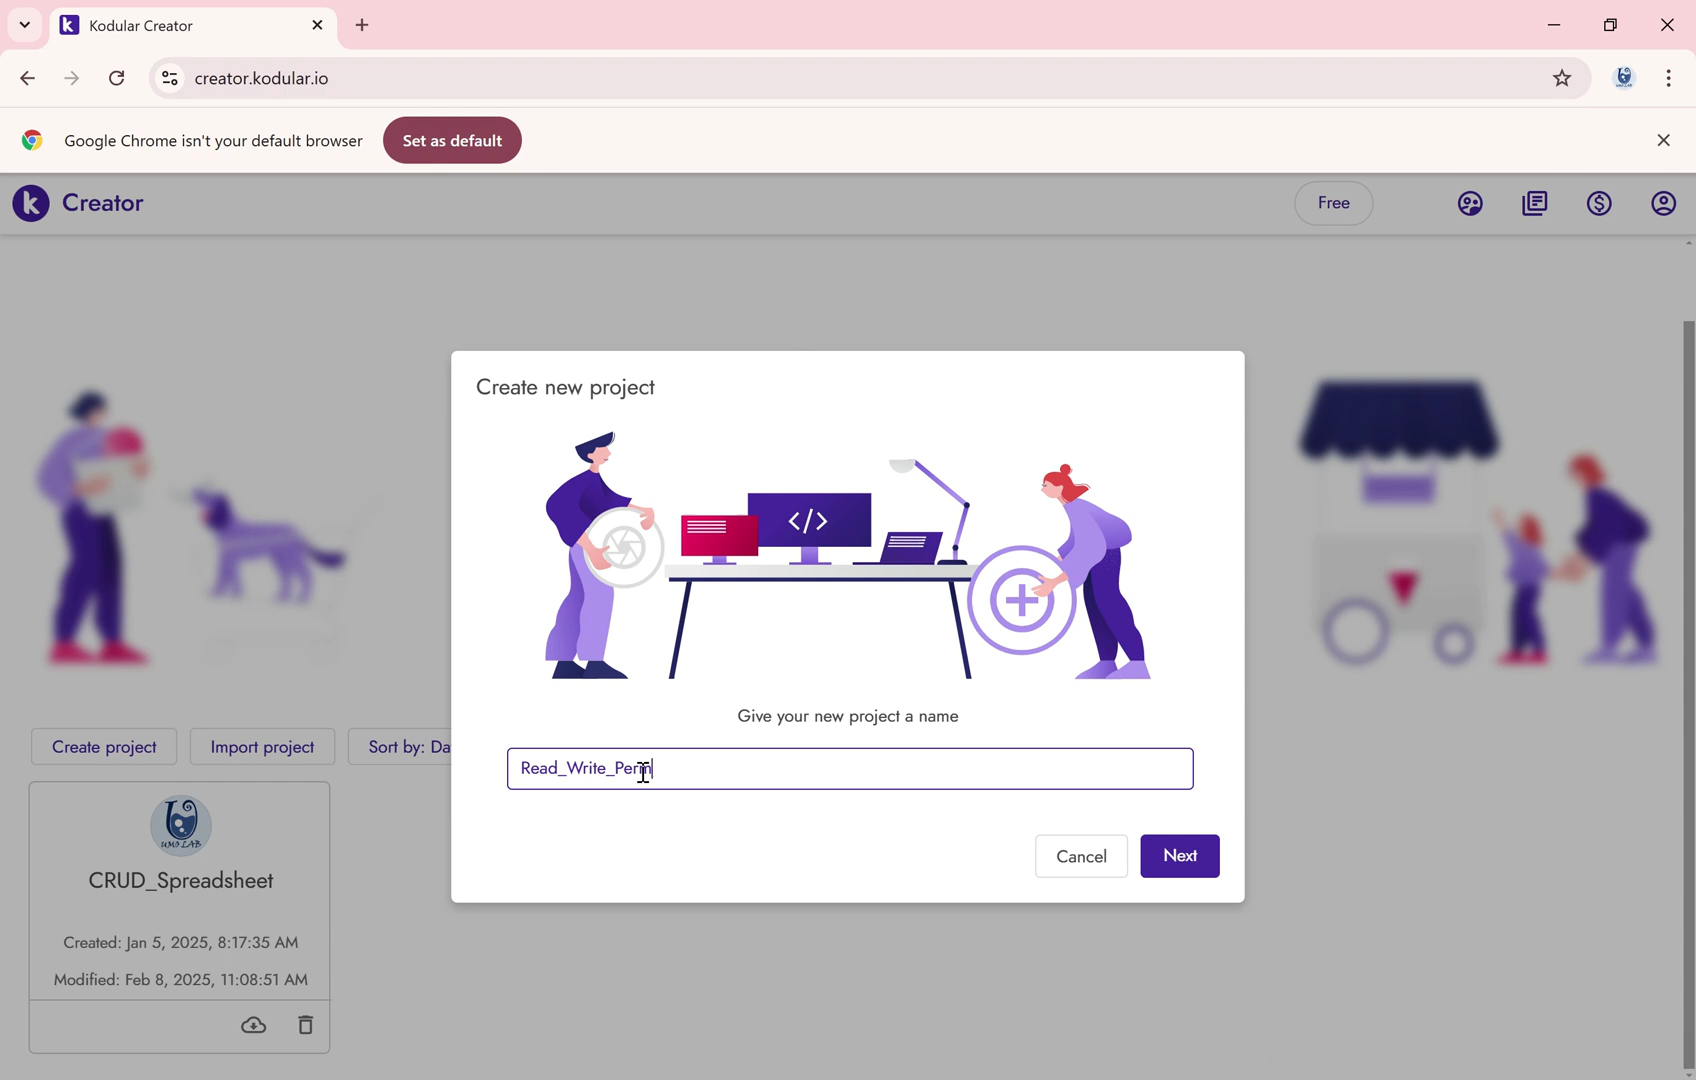 Kodular Creator
creator.kodular.io
Google Chrome isn't your default browser
Set as default
k Creator
Free
Create new project
</>
Give your new project a name
Create project
Import project
Sort by: Da
Read_Write_Perm
Cancel
Next
UMO LAB
CRUD_Spreadsheet
Created: Jan 5, 2025, 8:17:35 AM
Modified: Feb 8, 2025, 11:08:51 AM